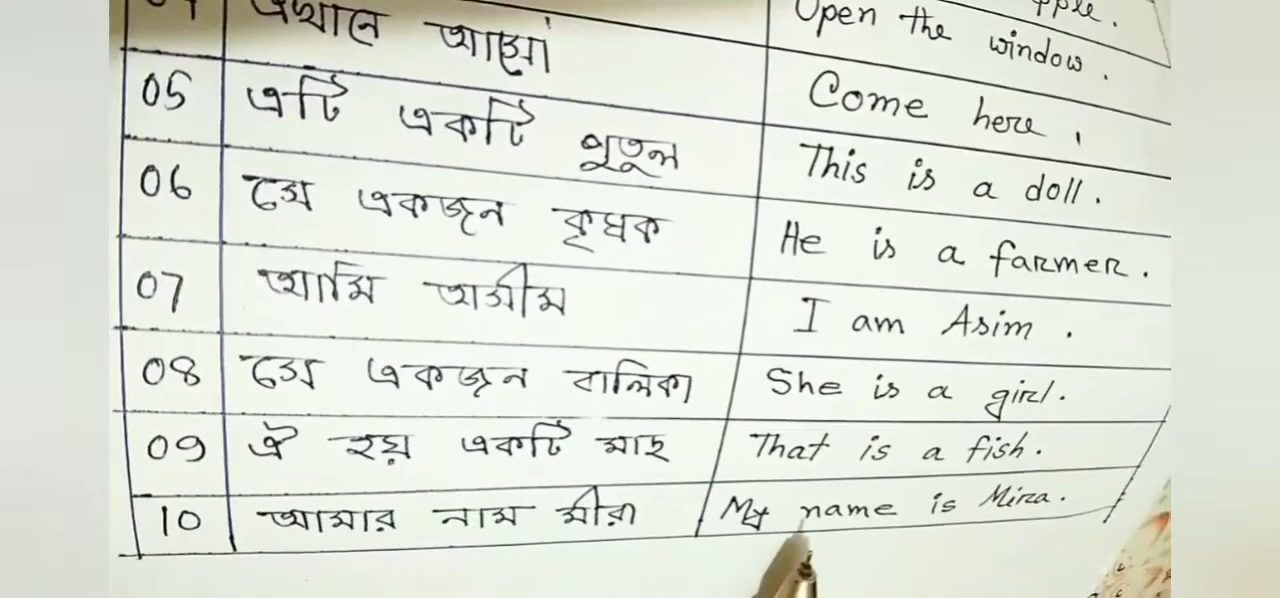 apple.
Open the window.
04 এখানে আসো Come here.
05 এটি একটি পুতুল This is a doll.
06 সে একজন কৃষক He is a farmer.
07 আমি অসীম I am Asim.
08 সে একজন বালিকা She is a girl.
09 ঐ হয় একটি মাছ That is a fish.
10 আমার নাম মীরা My name is Mira.